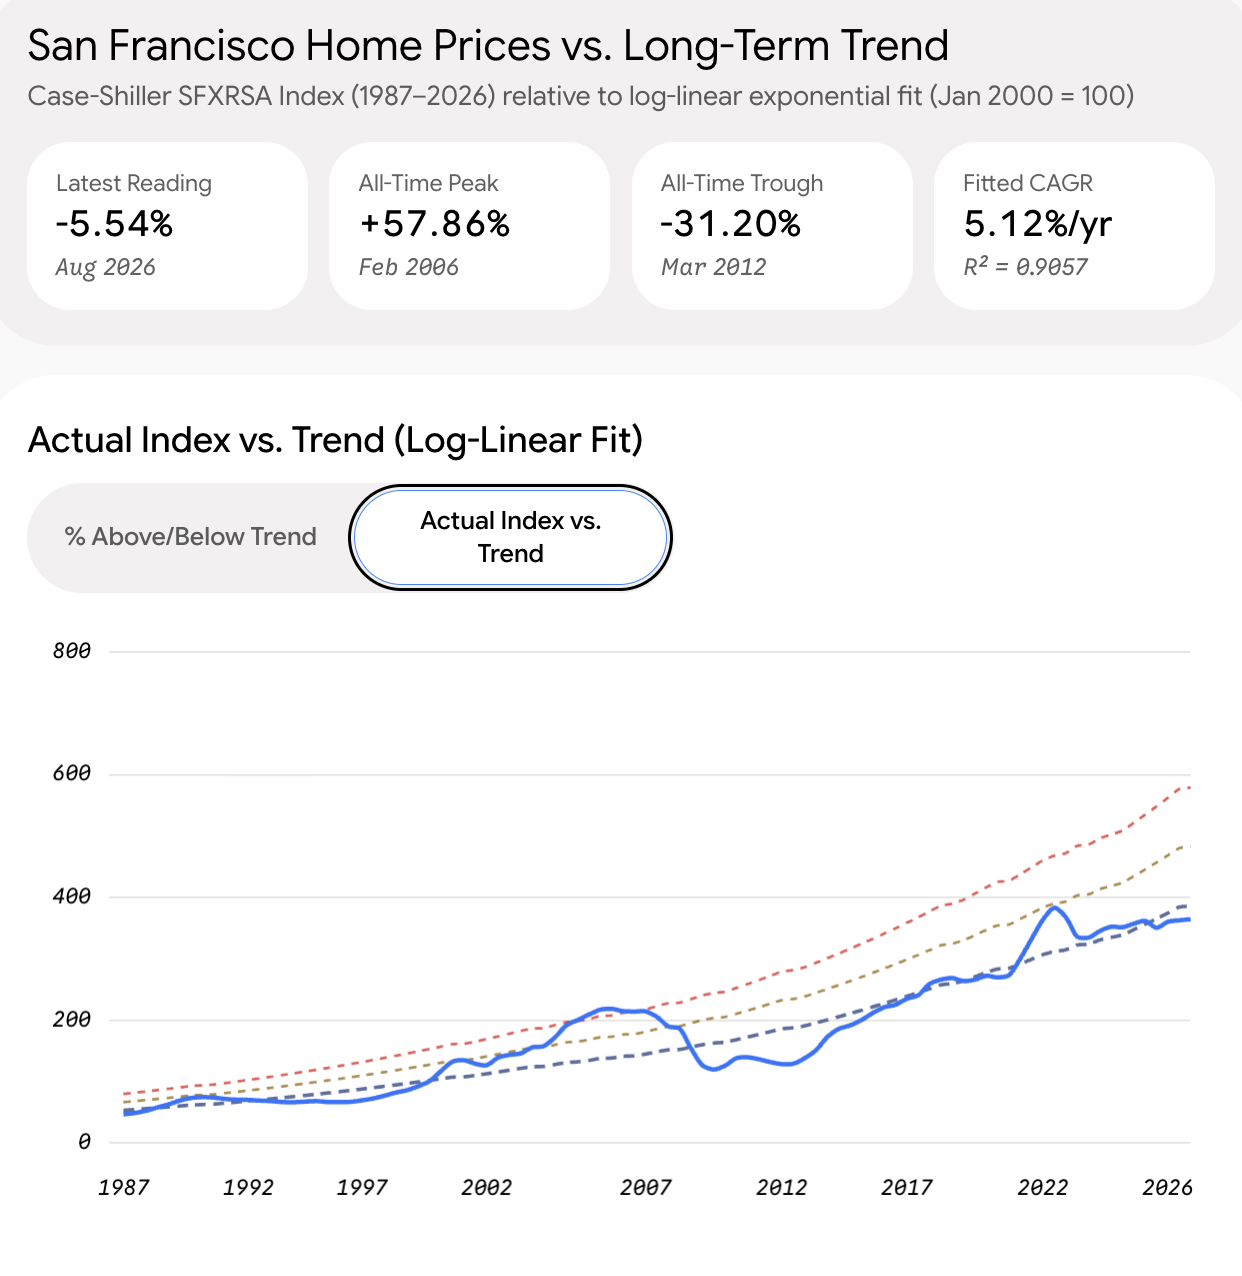 San Francisco Home Prices vs. Long-Term Trend
Case-Shiller SFXRSA Index (1987–2026) relative to log-linear exponential fit (Jan 2000 = 100)
Latest Reading
-5.54%
Aug 2026
All-Time Peak
+57.86%
Feb 2006
All-Time Trough
-31.20%
Mar 2012
Fitted CAGR
5.12%/yr
R² = 0.9057
Actual Index vs. Trend (Log-Linear Fit)
% Above/Below Trend
Actual Index vs.
Trend
800
600
400
200
0
1987 1992 1997 2002 2007 2012 2017 2022 2026